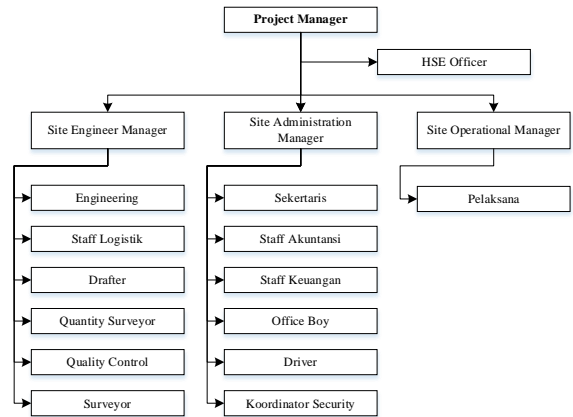 Project Manager
HSE Officer
Site Engineer Manager
Site Administration
Manager
Site Operational Manager
Engineering
Staff Logistik
Drafter
Quantity Surveyor
Quality Control
Surveyor
Sekertaris
Staff Akuntansi
Staff Keuangan
Office Boy
Driver
Koordinator Security
Pelaksana